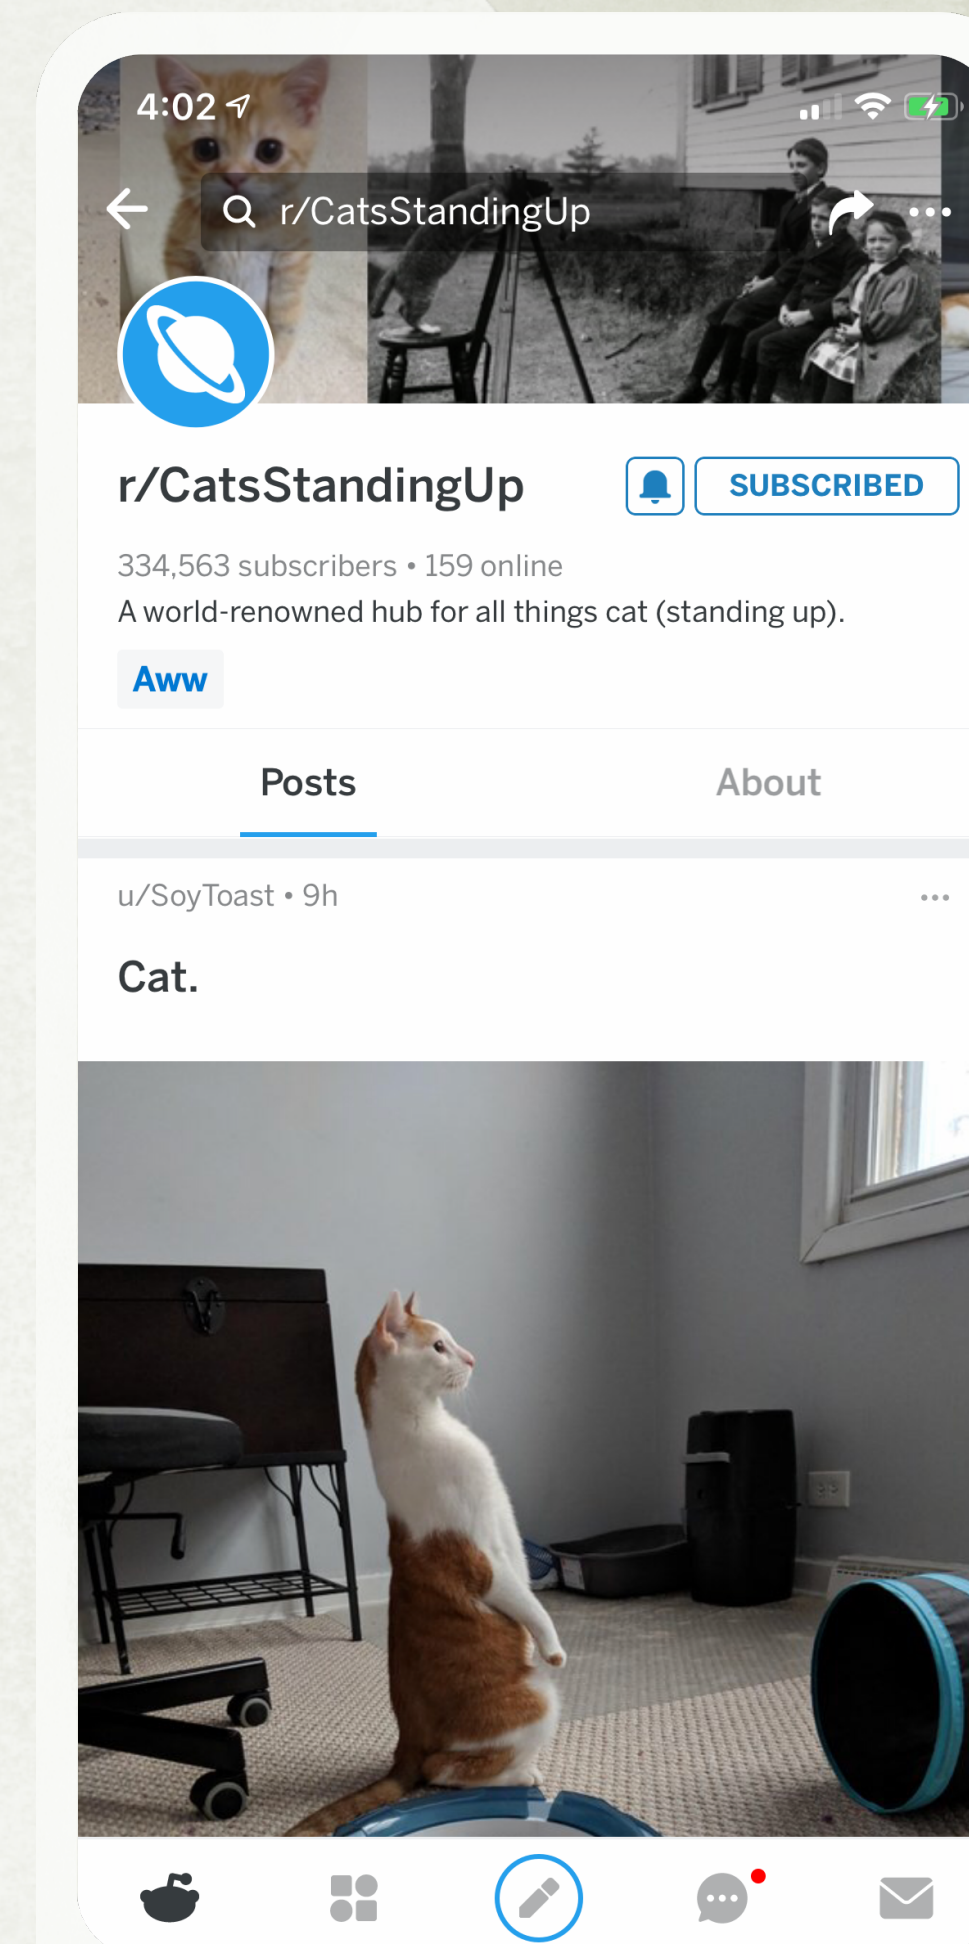 4:02
r/CatsStandingUp
r/CatsStandingUp
SUBSCRIBED
334,563 subscribers • 159 online
A world-renowned hub for all things cat (standing up).
Aww
Posts
About
u/SoyToast • 9h
Cat.